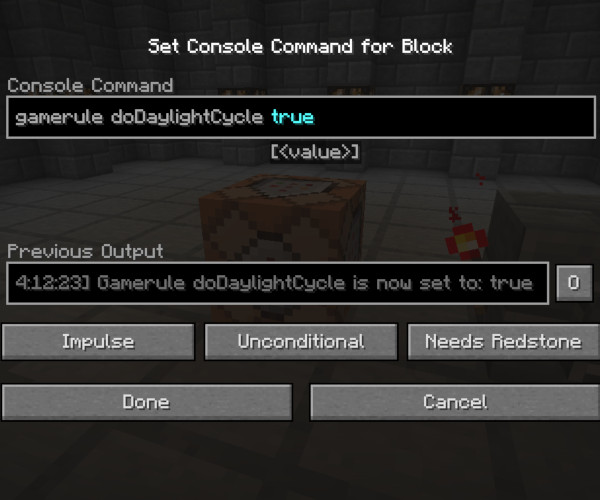 Set Console Command for Block
Console Command
gamerule doDaylightCycle true
[<value>]
Previous Output
4:12:23] Gamerule doDaylightCycle is now set to: true
O
Impulse
Unconditional
Needs Redstone
Done
Cancel